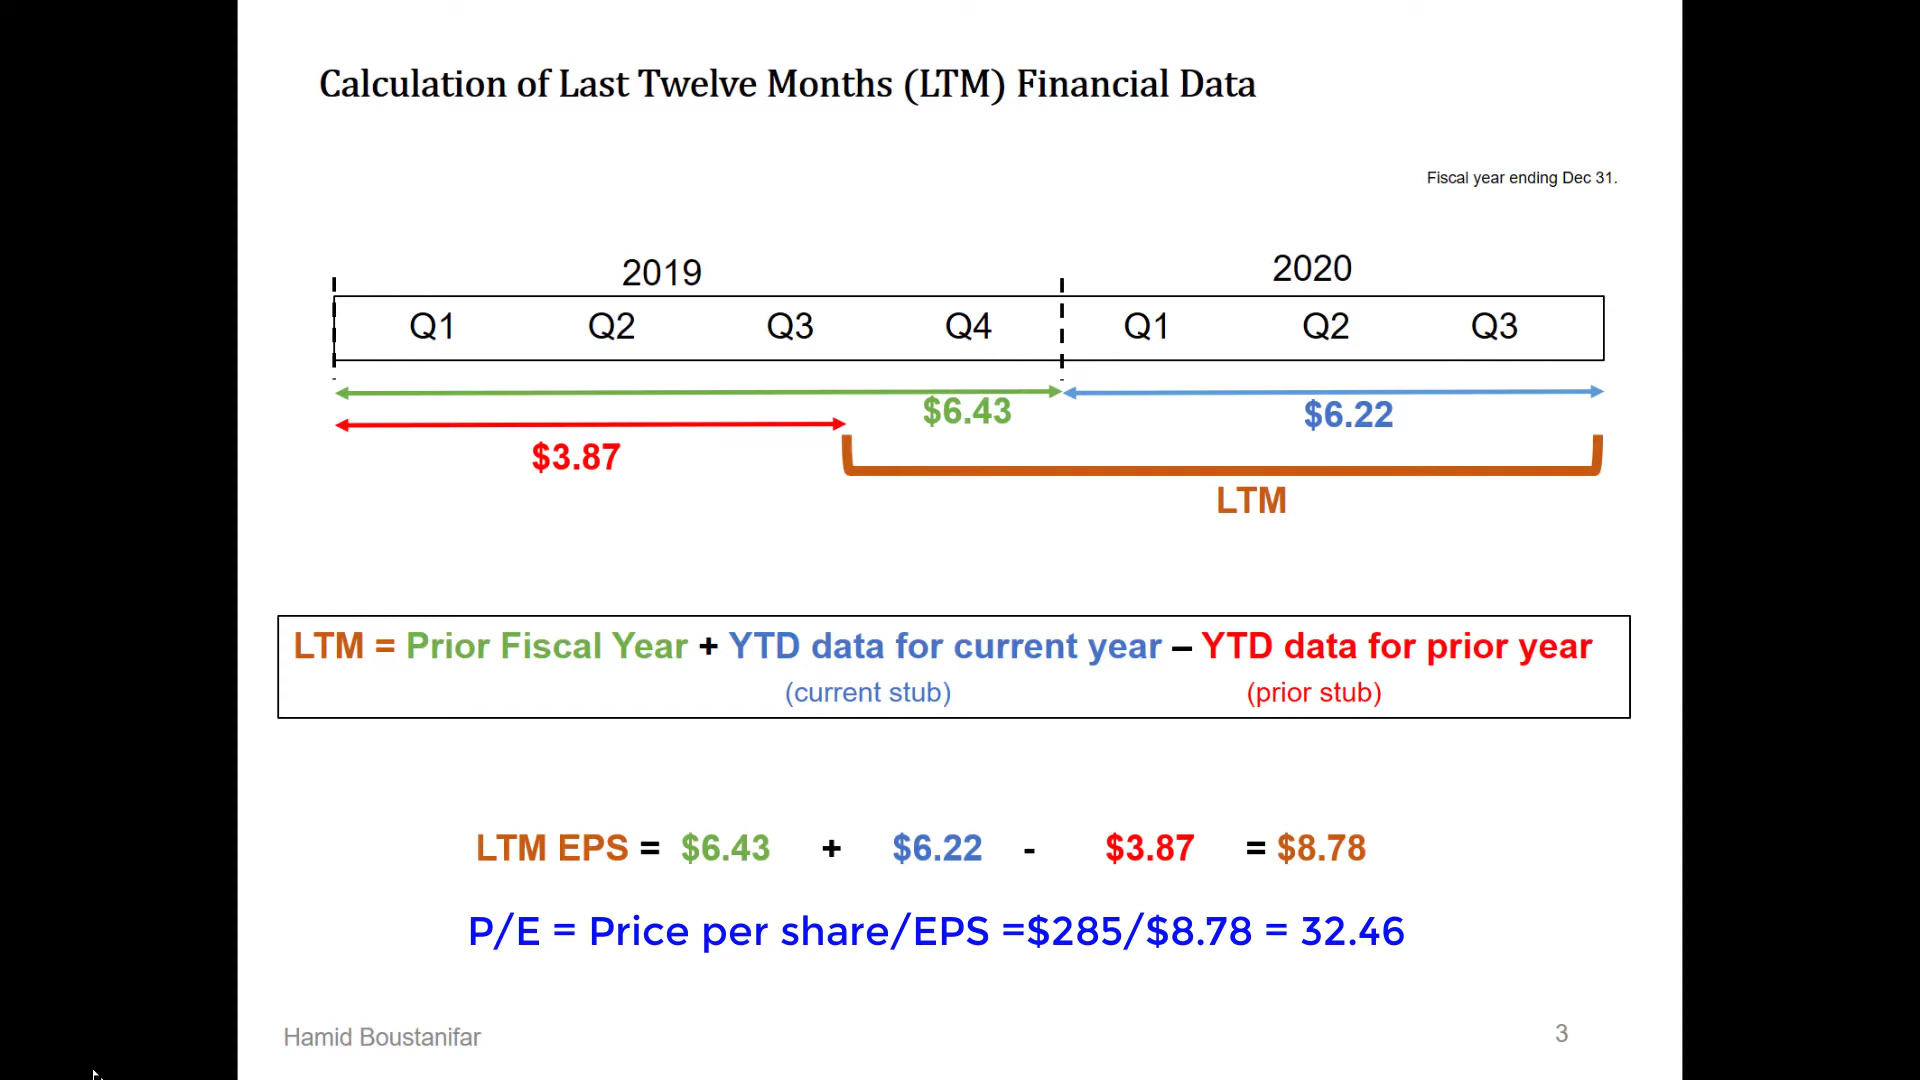 Calculation of Last Twelve Months (LTM) Financial Data
Fiscal year ending Dec 31.
2019 2020
Q1 Q2 Q3 Q4 Q1 Q2 Q3
$6.43 $6.22
$3.87
LTM
LTM = Prior Fiscal Year + YTD data for current year – YTD data for prior year
(current stub) (prior stub)
LTM EPS = $6.43 + $6.22 - $3.87 = $8.78
P/E = Price per share/EPS =$285/$8.78 = 32.46
Hamid Boustanifar 3